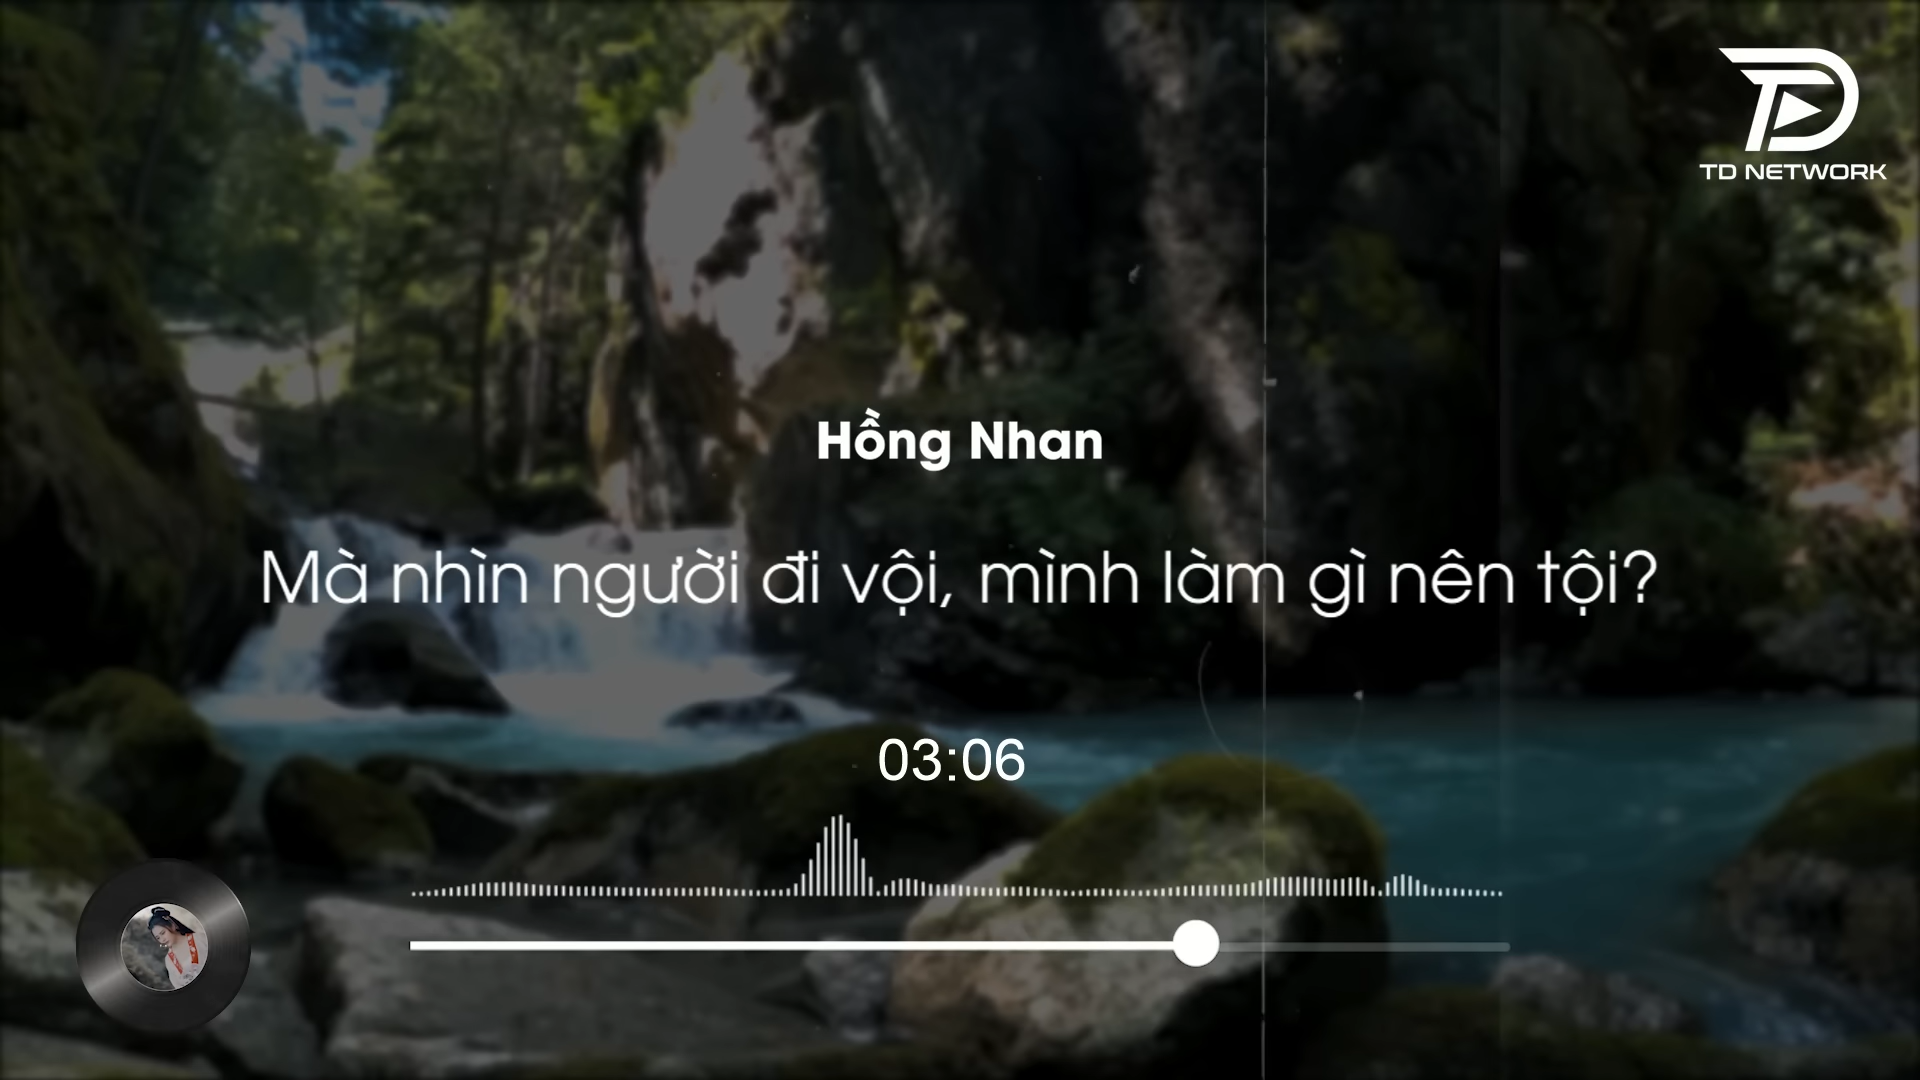 TD NETWORK
Hồng Nhan
Mà nhìn người đi vội, mình làm gì nên tội?
03:06